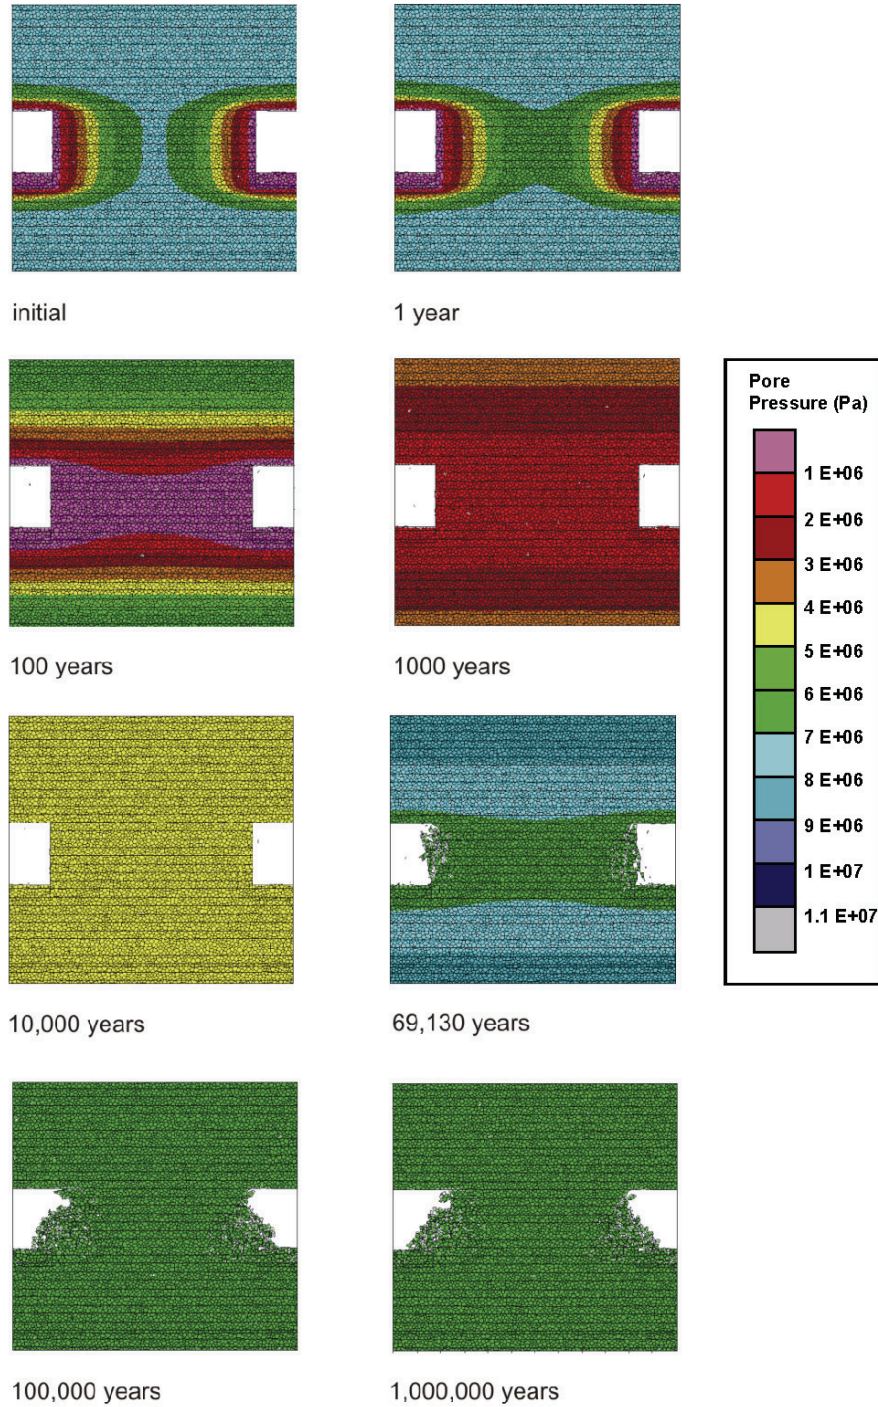 initial
1 year
100 years
1000 years
Pore
Pressure (Pa)
1 E+06
2 E+06
3 E+06
4 E+06
5 E+06
6 E+06
7 E+06
8 E+06
9 E+06
1 E+07
1.1 E+07
10,000 years
69,130 years
100,000 years
1,000,000 years